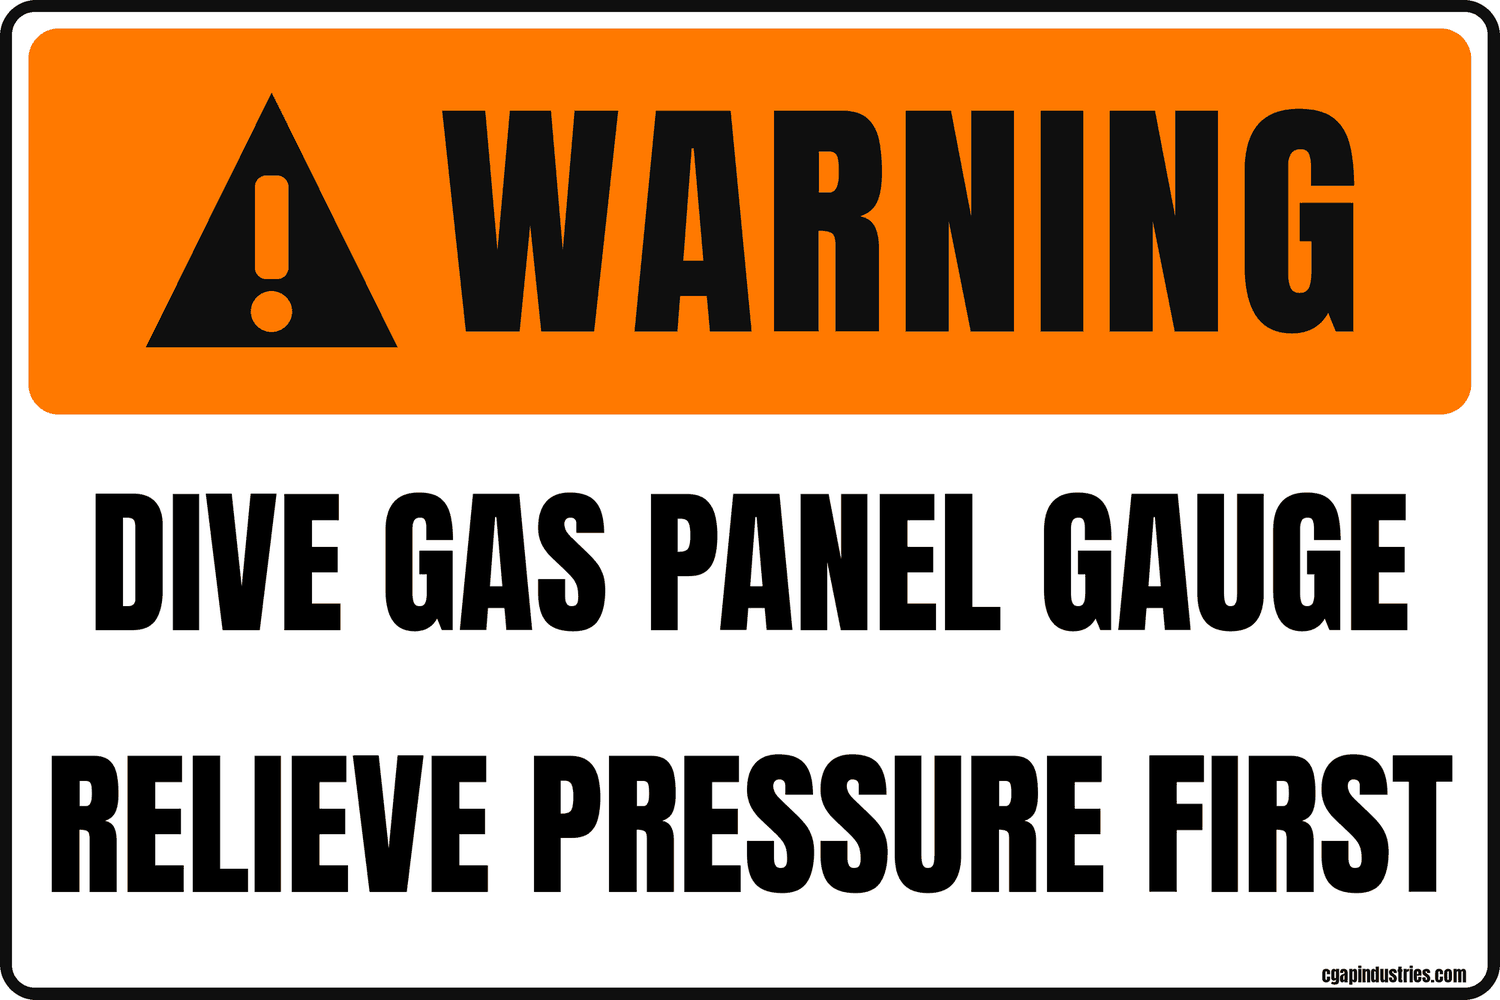 WARNING
DIVE GAS PANEL GAUGE
RELIEVE PRESSURE FIRST
cgapindustries.com